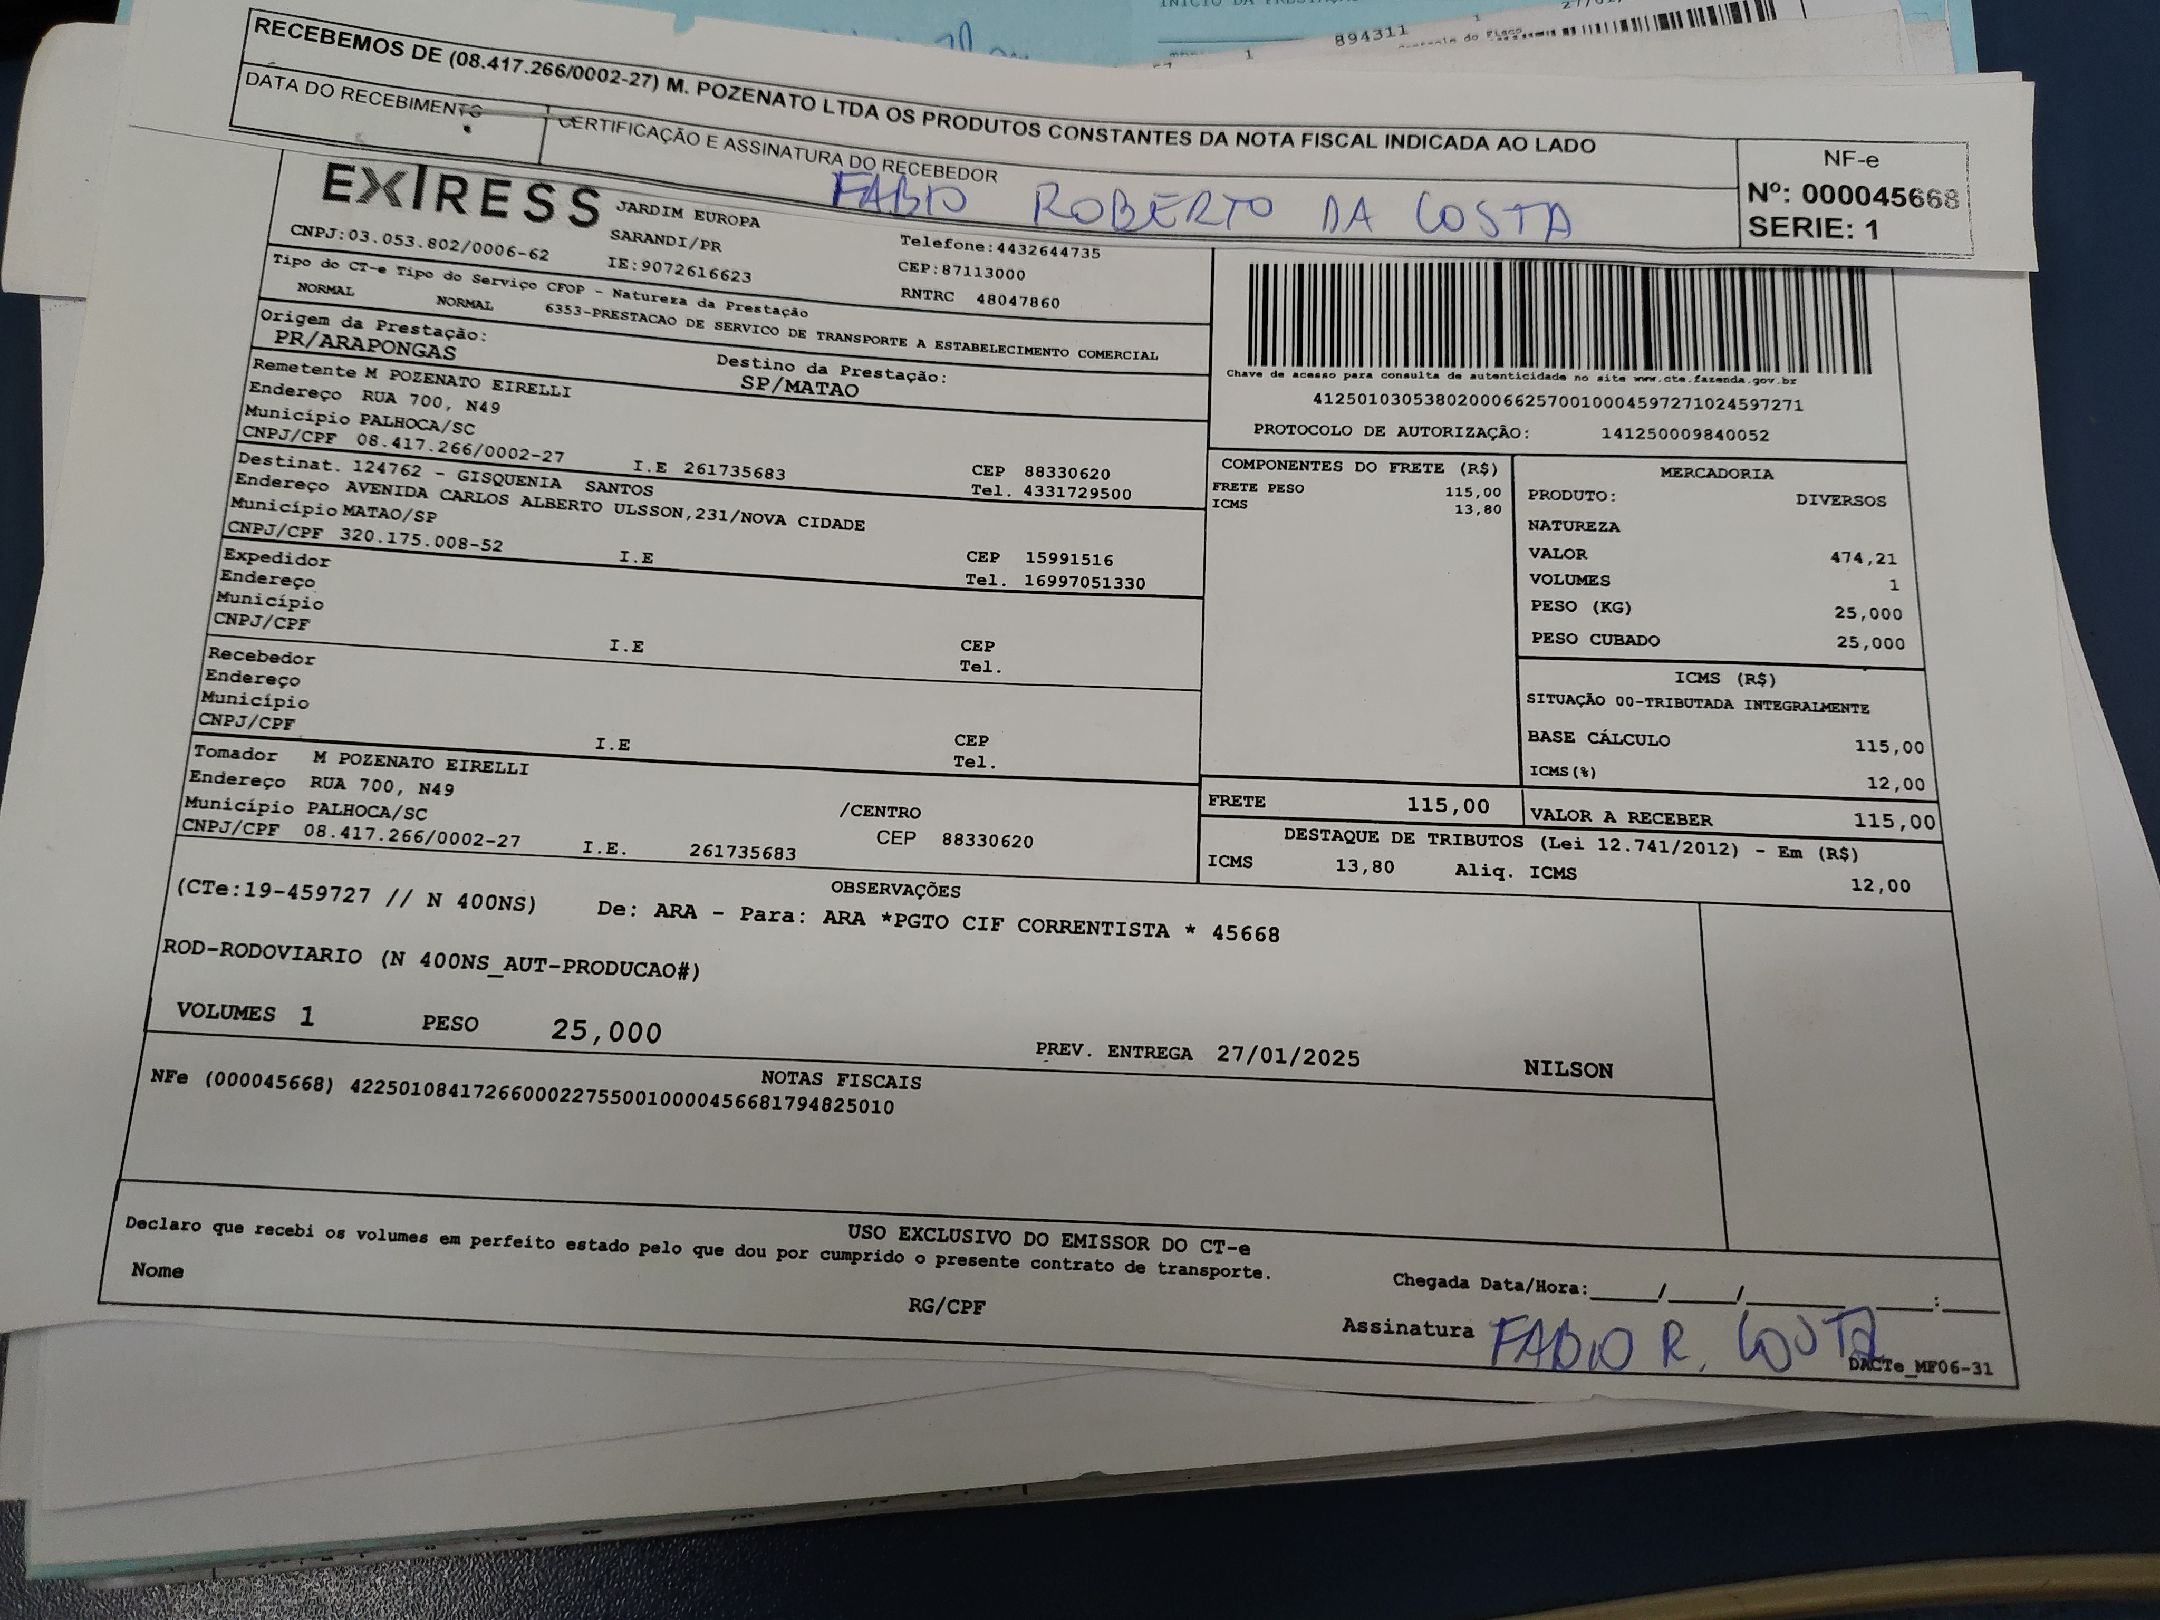 894311
RECEBEMOS DE (08.417.266/0002-27) M. POZENATO LTDA OS PRODUTOS CONSTANTES DA NOTA FISCAL INDICADA AO LADO
DATA DO RECEBIMENTO
CERTIFICAÇÃO E ASSINATURA DO RECEBEDOR
FABIO ROBERTO DA COSTA
NF-e
Nº: 000045668
SERIE: 1
JARDIM EUROPA
CNPJ:03.053.802/0006-62 SARANDI/PR Telefone:4432644735
IE:9072616623 CEP:87113000
RNTRC 48047860
Tipo do CT-e Tipo do Serviço CFOP - Natureza da Prestação
NORMAL NORMAL 6353-PRESTACAO DE SERVICO DE TRANSPORTE A ESTABELECIMENTO COMERCIAL
Origem da Prestação: Destino da Prestação:
PR/ARAPONGAS SP/MATAO
Remetente M POZENATO EIRELLI
Endereço RUA 700, N49
Município PALHOCA/SC CEP 88330620
CNPJ/CPF 08.417.266/0002-27 I.E 261735683 Tel. 4331729500
Destinat. 124762 - GISQUENIA SANTOS
Endereço AVENIDA CARLOS ALBERTO ULSSON,231/NOVA CIDADE
Município MATAO/SP CEP 15991516
CNPJ/CPF 320.175.008-52 I.E Tel. 16997051330
Expedidor
Endereço
Município CEP
CNPJ/CPF I.E Tel.
Recebedor
Endereço
Município CEP
CNPJ/CPF I.E Tel.
Tomador M POZENATO EIRELLI
Endereço RUA 700, N49 /CENTRO
Município PALHOCA/SC CEP 88330620
CNPJ/CPF 08.417.266/0002-27 I.E. 261735683
Chave de acesso para consulta de autenticidade no site www.cte.fazenda.gov.br
41250103053802000662570010004597271024597271
PROTOCOLO DE AUTORIZAÇÃO: 141250009840052
COMPONENTES DO FRETE (R$)
FRETE PESO 115,00
ICMS 13,80
MERCADORIA
PRODUTO: DIVERSOS
NATUREZA
VALOR 474,21
VOLUMES 1
PESO (KG) 25,000
PESO CUBADO 25,000
ICMS (R$)
SITUAÇÃO 00-TRIBUTADA INTEGRALMENTE
BASE CÁLCULO 115,00
ICMS(%) 12,00
FRETE 115,00 VALOR A RECEBER 115,00
DESTAQUE DE TRIBUTOS (Lei 12.741/2012) - Em (R$)
ICMS 13,80 Aliq. ICMS 12,00
OBSERVAÇÕES
(CTe:19-459727 // N 400NS) De: ARA - Para: ARA *PGTO CIF CORRENTISTA * 45668
ROD-RODOVIARIO (N 400NS_AUT-PRODUCAO#)
VOLUMES 1 PESO 25,000 PREV. ENTREGA 27/01/2025 NILSON
NOTAS FISCAIS
NFe (000045668) 42250108417266000227550010000456681794825010
USO EXCLUSIVO DO EMISSOR DO CT-e
Declaro que recebi os volumes em perfeito estado pelo que dou por cumprido o presente contrato de transporte.
Chegada Data/Hora:____/____/______ ____:____
Nome RG/CPF Assinatura FABIO R. COSTA
DACTe_MF06-31